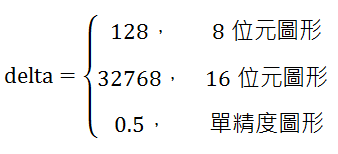 128，　8 位元圖形
delta = 32768，　16 位元圖形
0.5，　單精度圖形